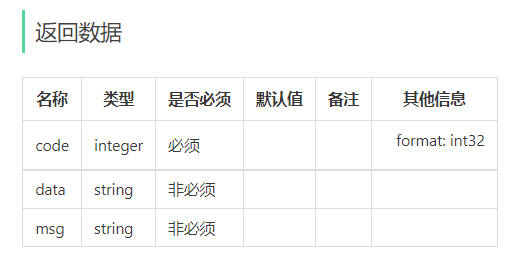 返回数据
名称 类型 是否必须 默认值 备注 其他信息
code integer 必须 format: int32
data string 非必须
msg string 非必须